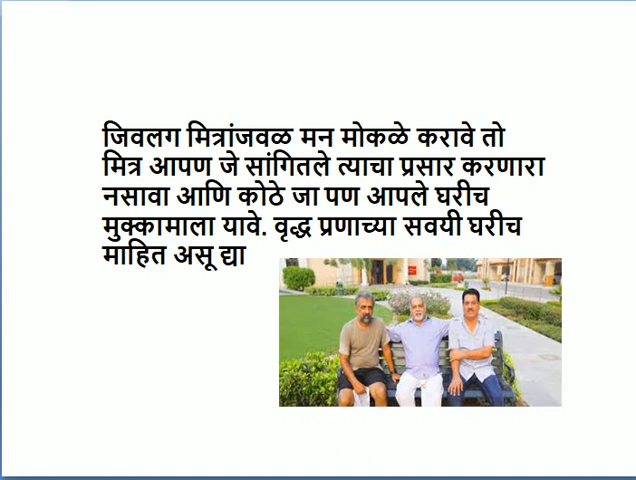 जिवलग मित्रांजवळ मन मोकळे करावे तो
मित्र आपण जे सांगितले त्याचा प्रसार करणारा
नसावा आणि कोठे जा पण आपले घरीच
मुक्कामाला यावे. वृद्ध प्रणाच्या सवयी घरीच
माहित असू द्या